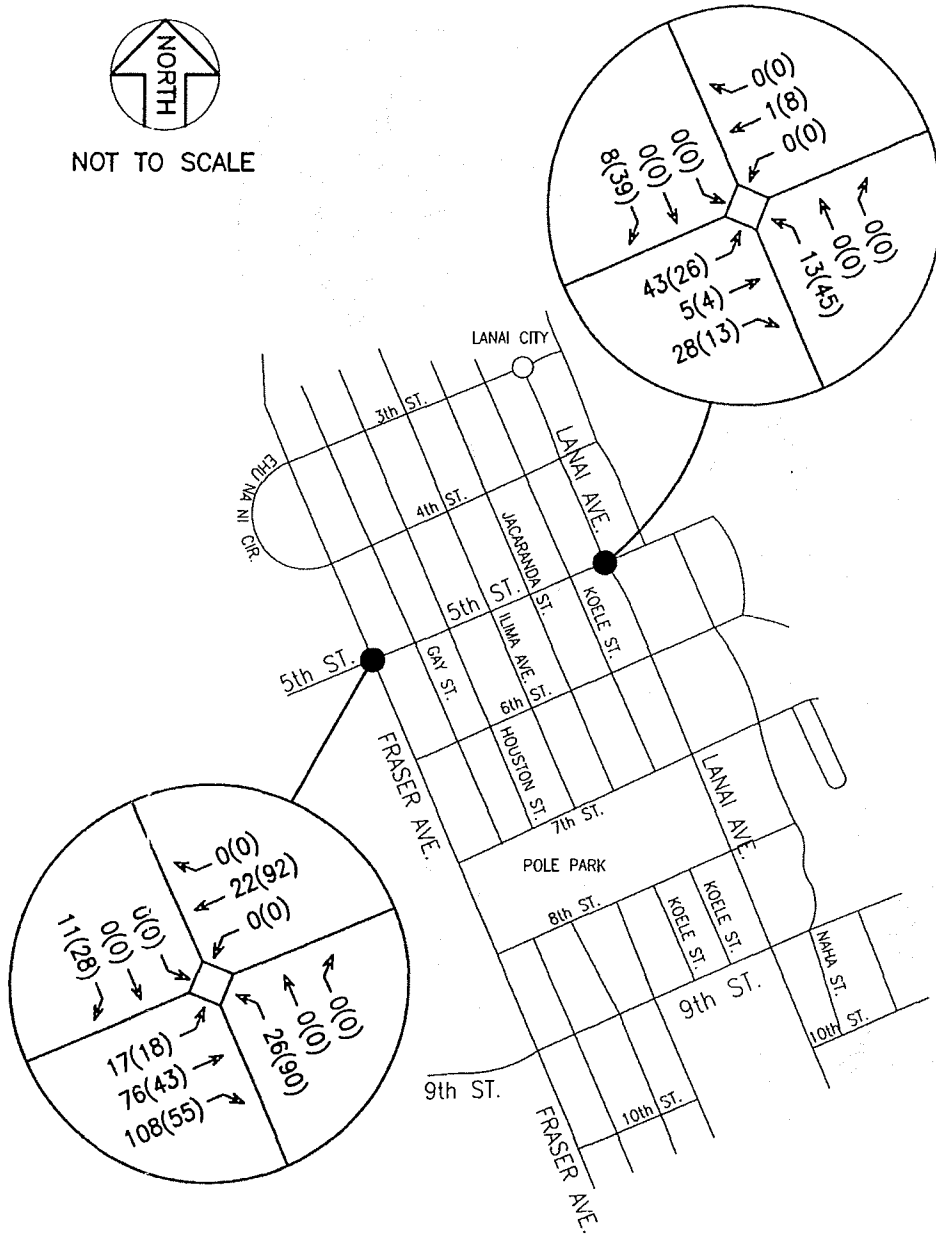 NORTH
NOT TO SCALE
0(0)
1(8)
0(0)
0(0)
0(0)
8(39)
0(0)
0(0)
13(45)
43(26)
5(4)
28(13)
LANAI CITY
3th ST.
EHU NA NI CIR.
4th ST.
LANAI AVE.
JACARANDA ST.
5th ST.
KOELE ST.
5th ST.
GAY ST.
ILIMA AVE.
6th ST.
HOUSTON ST.
FRASER AVE.
7th ST.
LANAI AVE.
POLE PARK
8th ST.
KOELE ST.
KOELE ST.
NAHA ST.
9th ST.
10th ST.
9th ST.
10th ST.
FRASER AVE.
0(0)
22(92)
0(0)
0(0)
0(0)
11(28)
0(0)
0(0)
26(90)
17(18)
76(43)
108(55)